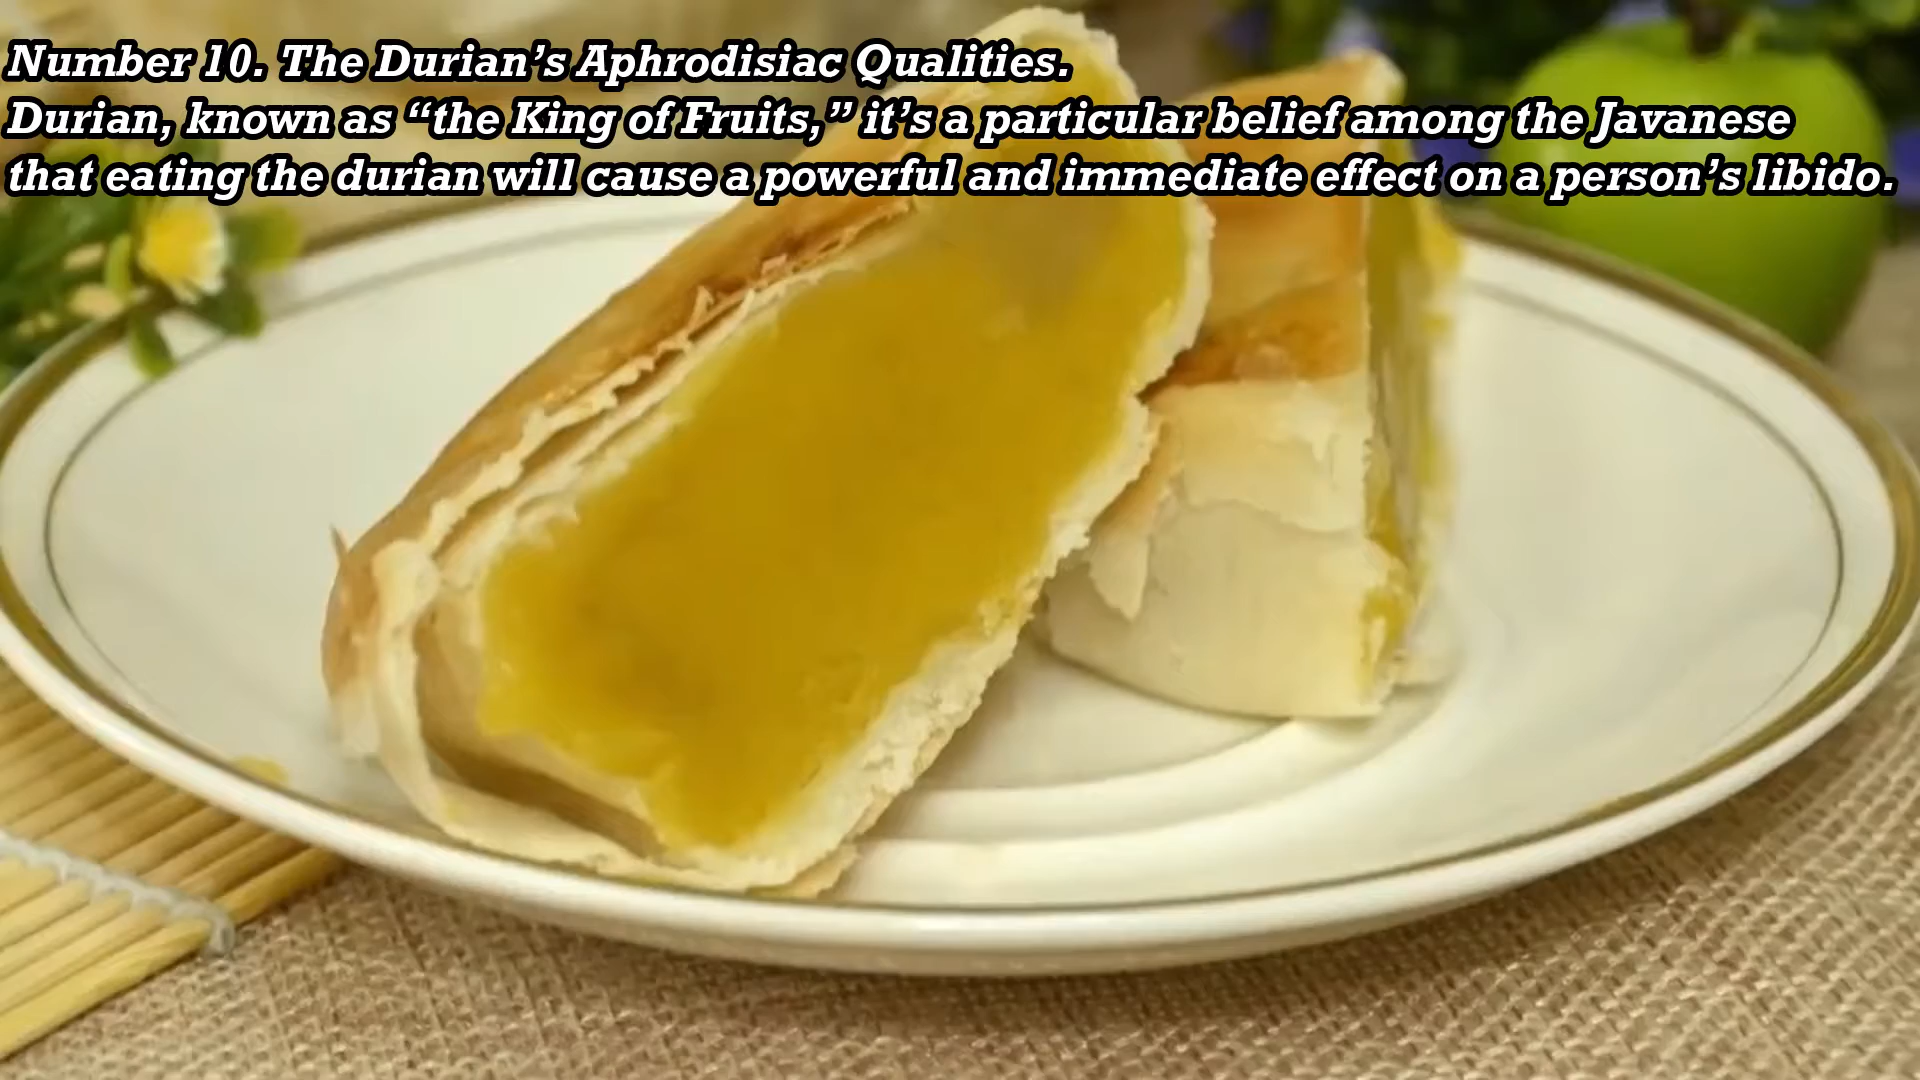 Number 10. The Durian’s Aphrodisiac Qualities.
Durian, known as “the King of Fruits,” it’s a particular belief among the Javanese
that eating the durian will cause a powerful and immediate effect on a person’s libido.